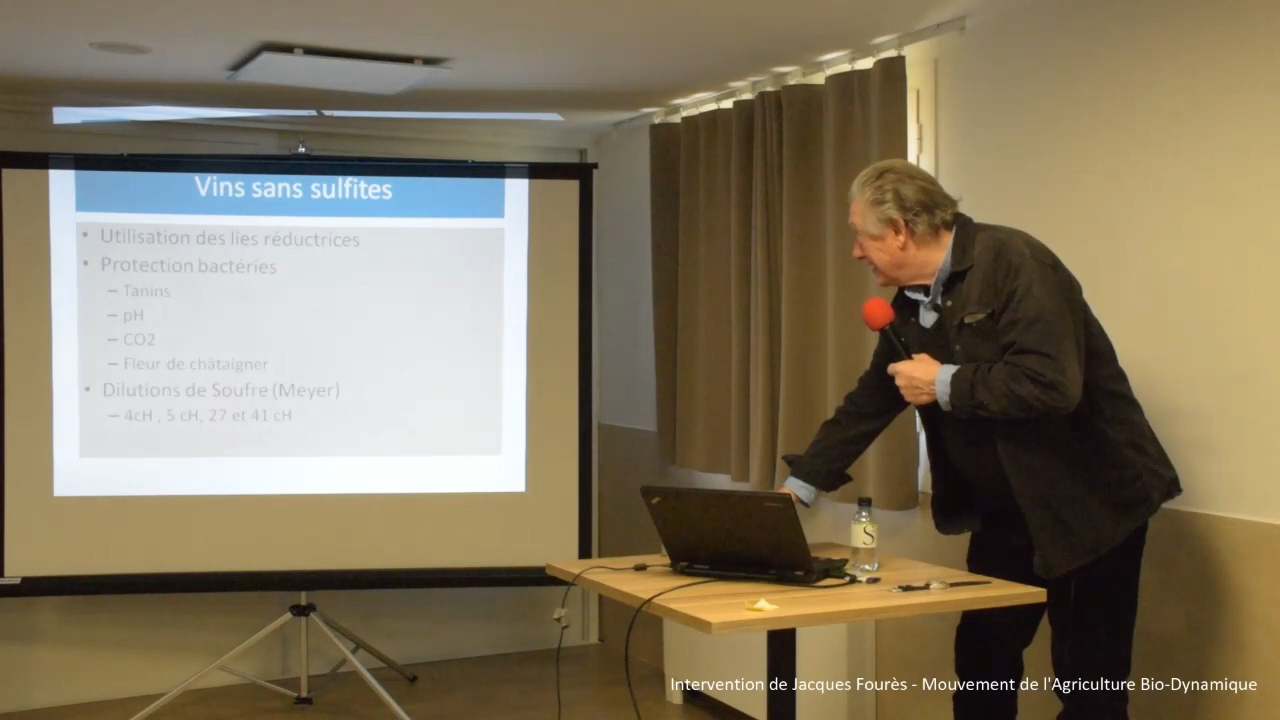 Vins sans sulfites
• Utilisation des lies réductrices
• Protection bactéries
– Tanins
– pH
– CO2
– Fleur de châtaigner
• Dilutions de Soufre (Meyer)
– 4cH , 5 cH, 27 et 41 cH
S
Intervention de Jacques Fourès - Mouvement de l'Agriculture Bio-Dynamique